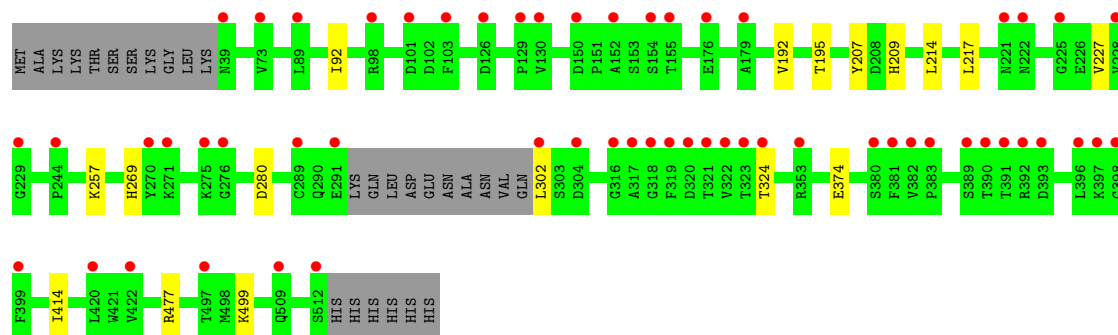 MET ALA LYS LYS THR SER SER LYS GLY LEU LYS N39 V73 L89 I92 R98 D101 D102 F103 D126 P129 V130 D150 P151 A152 S153 S154 T155 E176 A179 V192 T195 Y207 D208 H209 L214 L217 N221 N222 G225 E226 V227
G229 P244 K257 H269 Y270 K271 K275 G276 D280 C289 Q290 E291 LYS GLN LEU ASP GLU ASN ALA ASN VAL GLN L302 S303 D304 G316 A317 G318 F319 D320 T321 V322 T323 T324 R353 E374 S380 F381 V382 P383 S389 T390 T391 R392 D393 L396 K397
F399 I414 L420 W421 V422 R477 T497 M498 K499 Q509 S512 HIS HIS HIS HIS HIS HIS